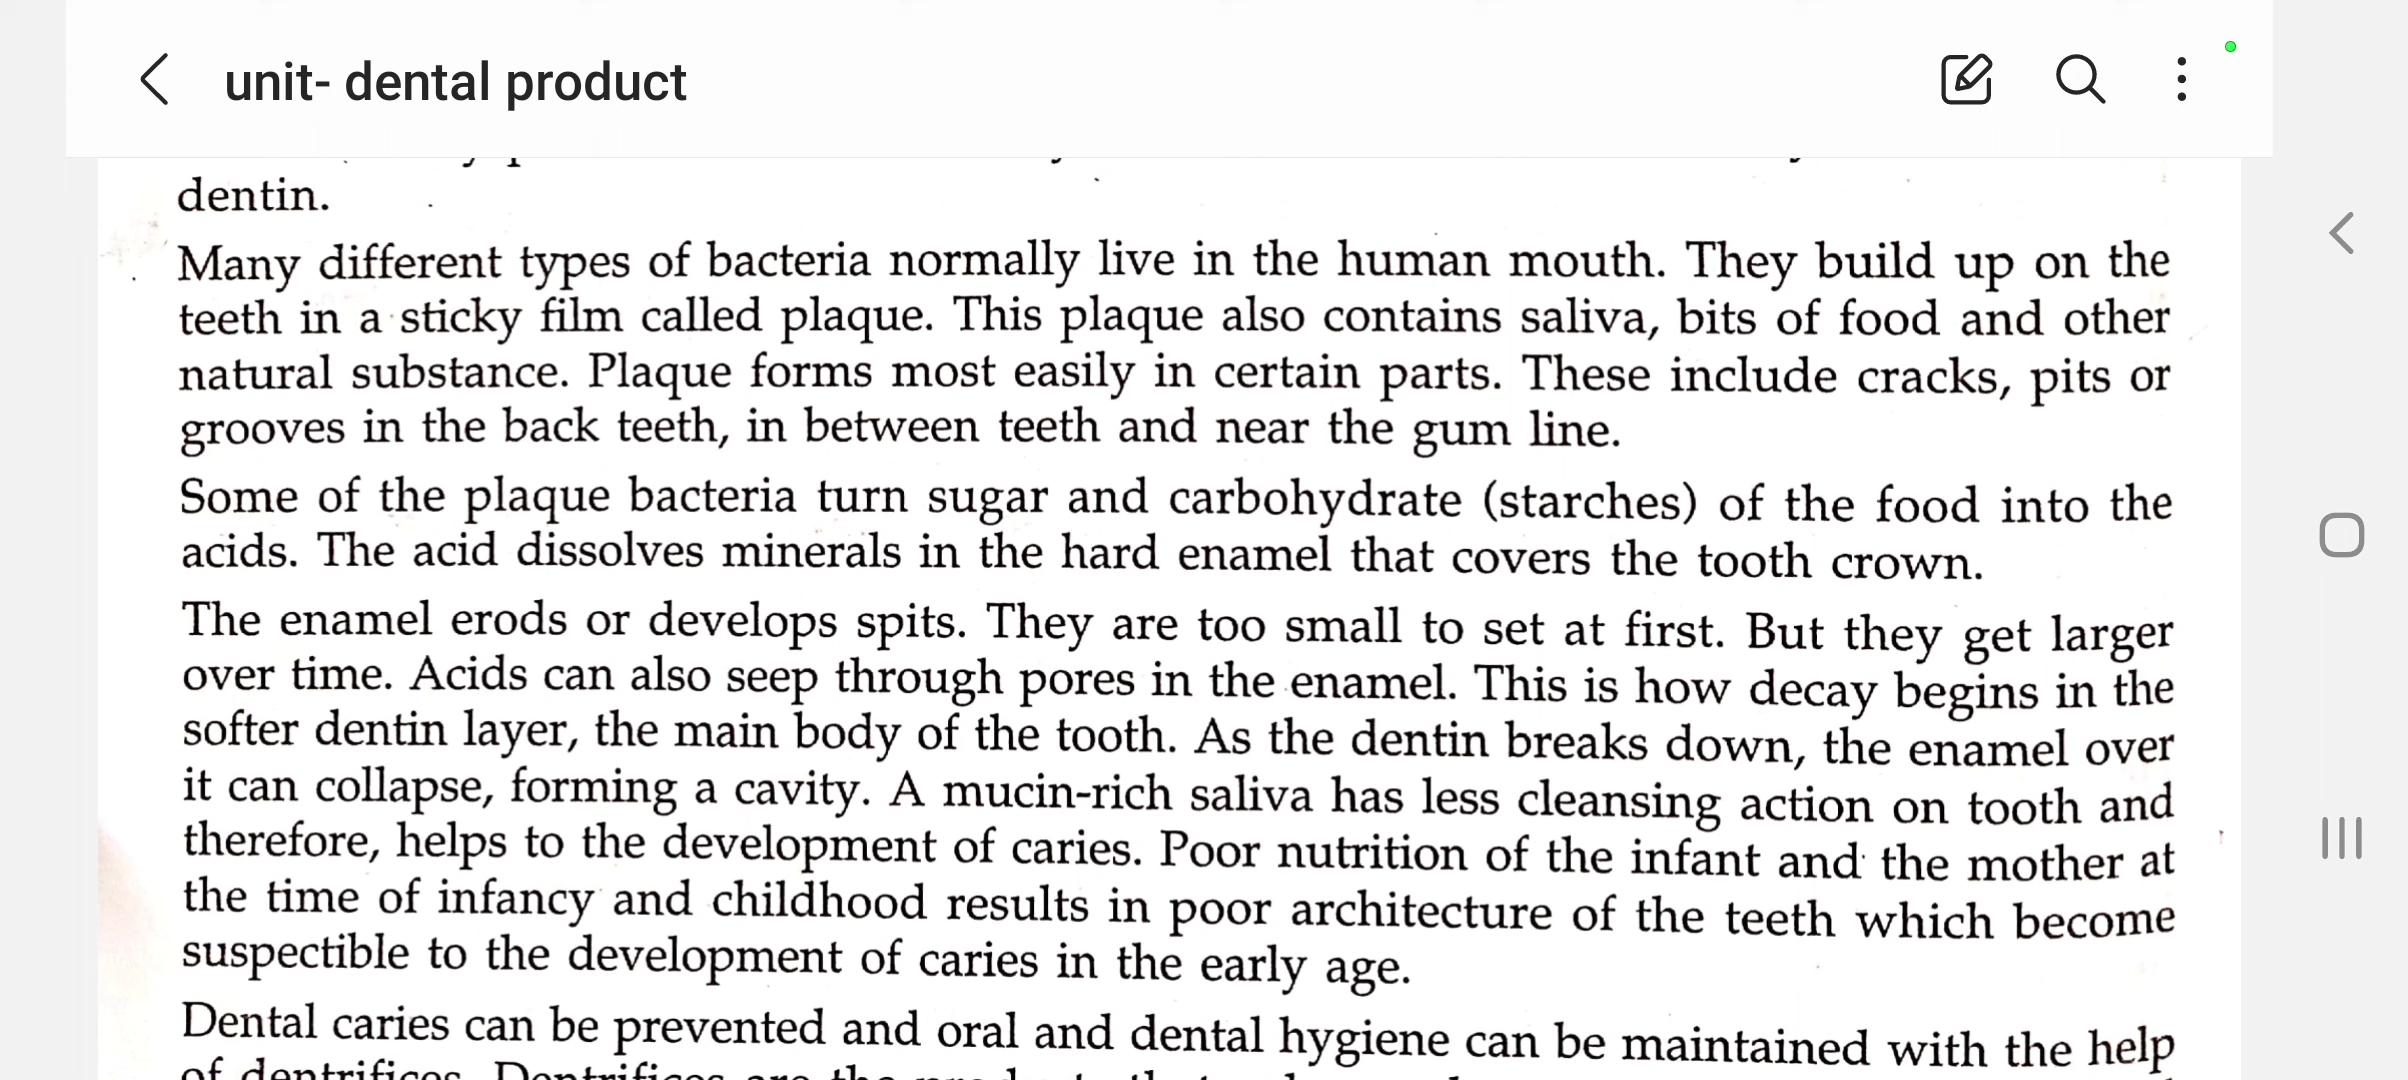 unit- dental product
dentin.
Many different types of bacteria normally live in the human mouth. They build up on the
teeth in a sticky film called plaque. This plaque also contains saliva, bits of food and other
natural substance. Plaque forms most easily in certain parts. These include cracks, pits or
grooves in the back teeth, in between teeth and near the gum line.
Some of the plaque bacteria turn sugar and carbohydrate (starches) of the food into the
acids. The acid dissolves minerals in the hard enamel that covers the tooth crown.
The enamel erods or develops spits. They are too small to set at first. But they get larger
over time. Acids can also seep through pores in the enamel. This is how decay begins in the
softer dentin layer, the main body of the tooth. As the dentin breaks down, the enamel over
it can collapse, forming a cavity. A mucin-rich saliva has less cleansing action on tooth and
therefore, helps to the development of caries. Poor nutrition of the infant and the mother at
the time of infancy and childhood results in poor architecture of the teeth which become
suspectible to the development of caries in the early age.
Dental caries can be prevented and oral and dental hygiene can be maintained with the help
of dentrifices. Dentrifices are the